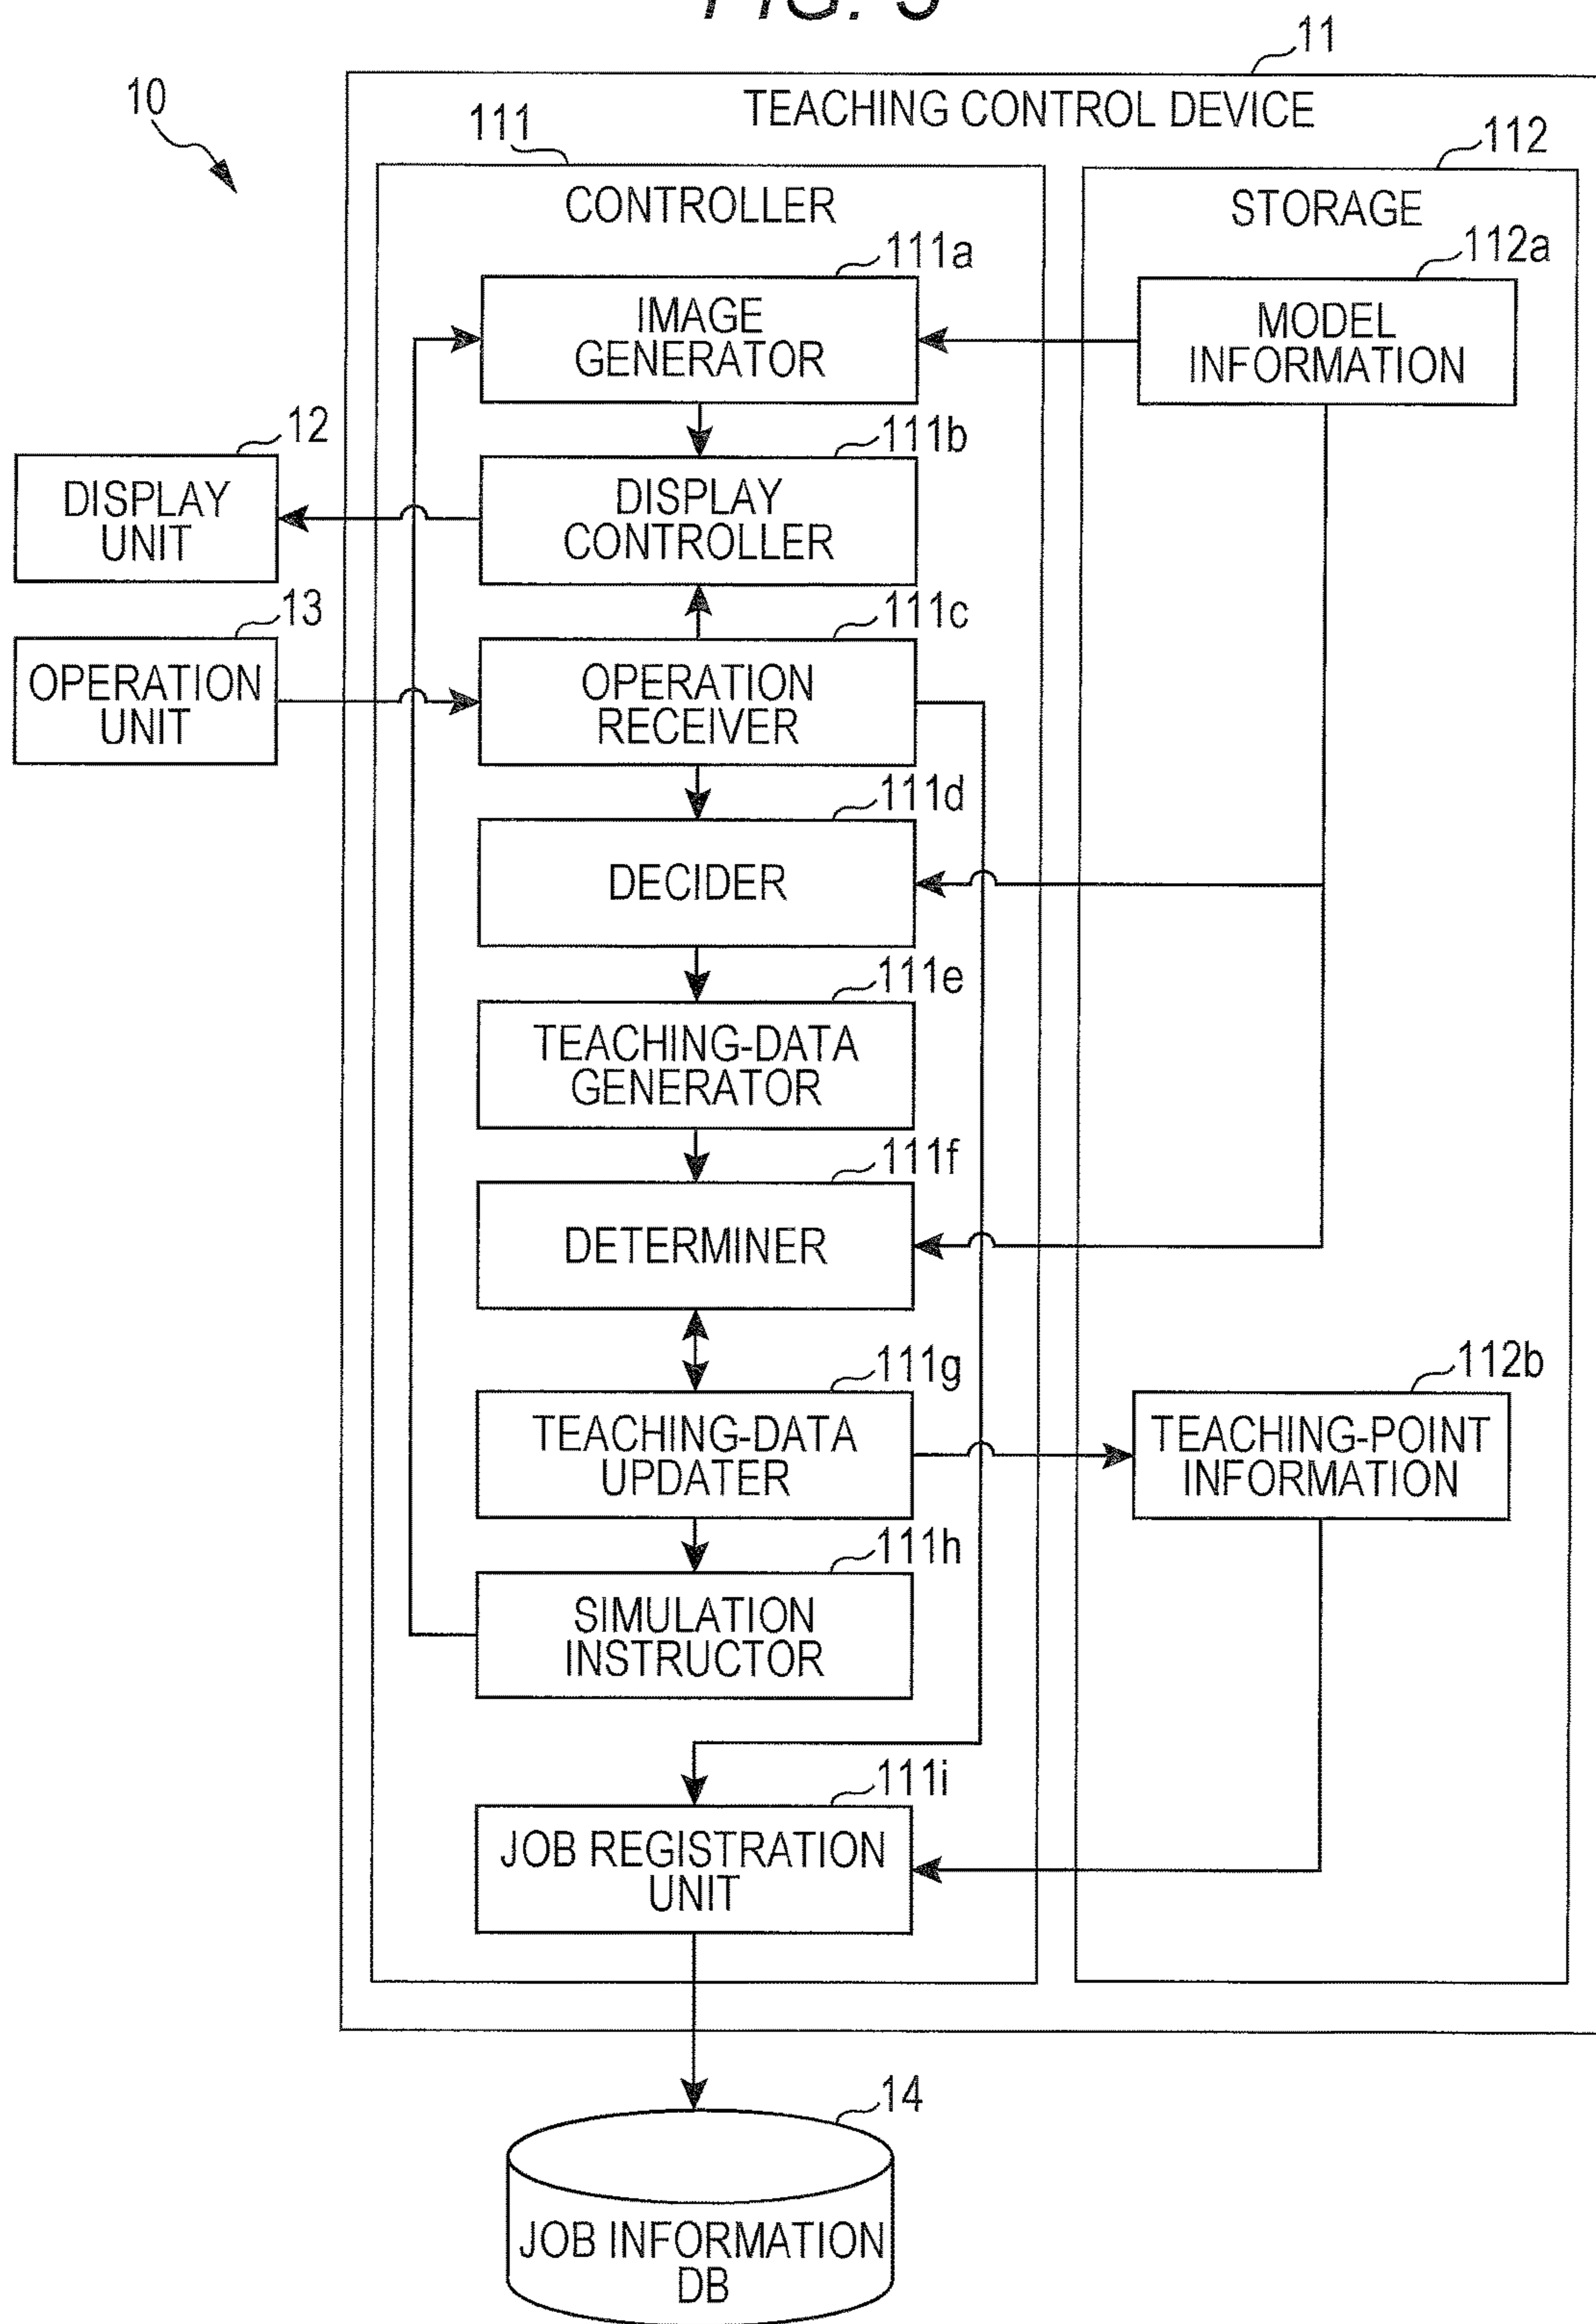 FIG. 3
11
TEACHING CONTROL DEVICE
10
111
CONTROLLER
112
STORAGE
111a
IMAGE
GENERATOR
112a
MODEL
INFORMATION
12
DISPLAY
UNIT
111b
DISPLAY
CONTROLLER
13
OPERATION
UNIT
111c
OPERATION
RECEIVER
111d
DECIDER
111e
TEACHING-DATA
GENERATOR
111f
DETERMINER
111g
TEACHING-DATA
UPDATER
112b
TEACHING-POINT
INFORMATION
111h
SIMULATION
INSTRUCTOR
111i
JOB REGISTRATION
UNIT
14
JOB INFORMATION
DB